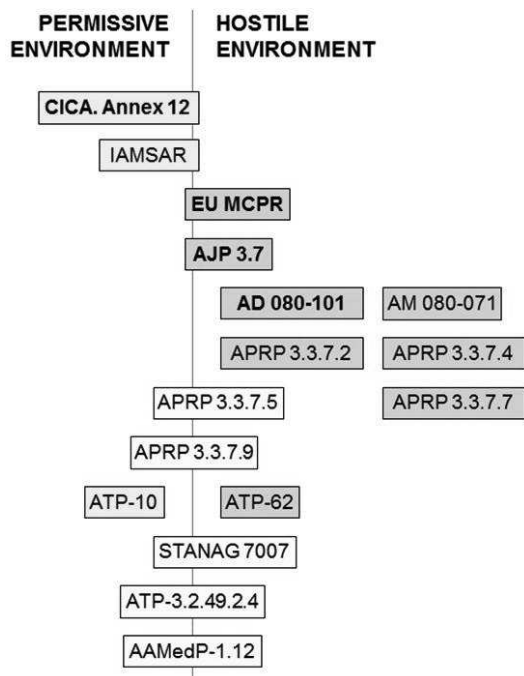 PERMISSIVE ENVIRONMENT
HOSTILE ENVIRONMENT
CICA. Annex 12
IAMSAR
EU MCPR
AJP 3.7
AD 080-101
AM 080-071
APRP 3.3.7.2
APRP 3.3.7.4
APRP 3.3.7.5
APRP 3.3.7.7
APRP 3.3.7.9
ATP-10
ATP-62
STANAG 7007
ATP-3.2.49.2.4
AAMedP-1.12